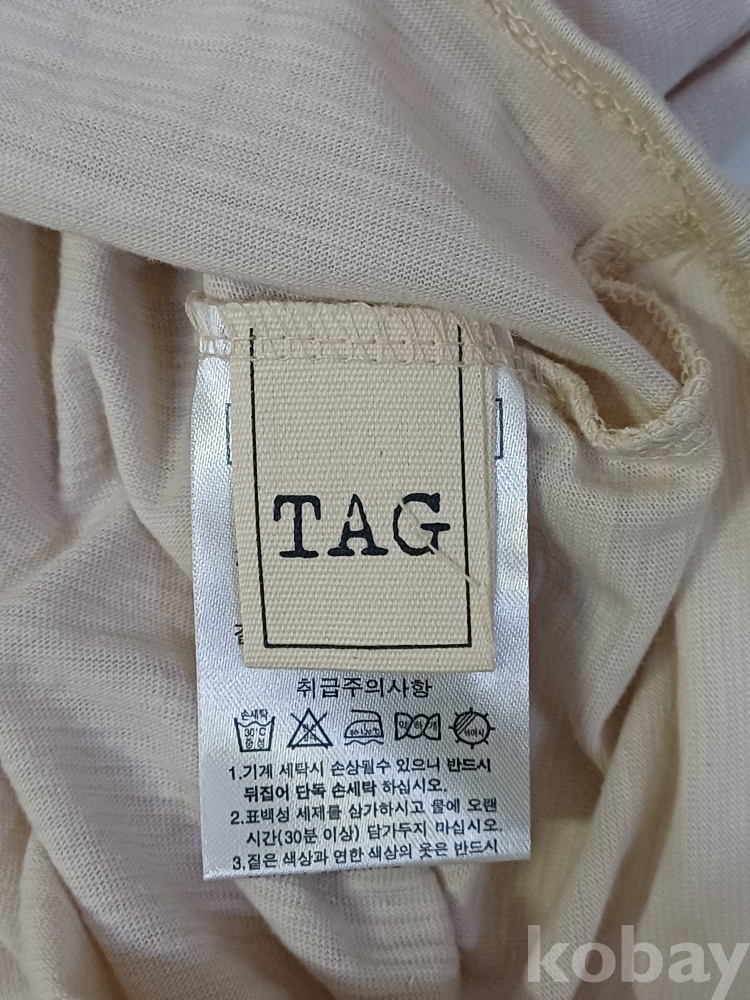 TAG
취급주의사항
손세탁
30°C
중성
1.기계 세탁시 손상될수 있으니 반드시
뒤집어 단독 손세탁 하십시오.
2.표백성 세제를 삼가하시고 물에 오랜
시간(30분 이상) 담가두지 마십시오.
3.짙은 색상과 연한 색상의 옷은 반드시
kobay